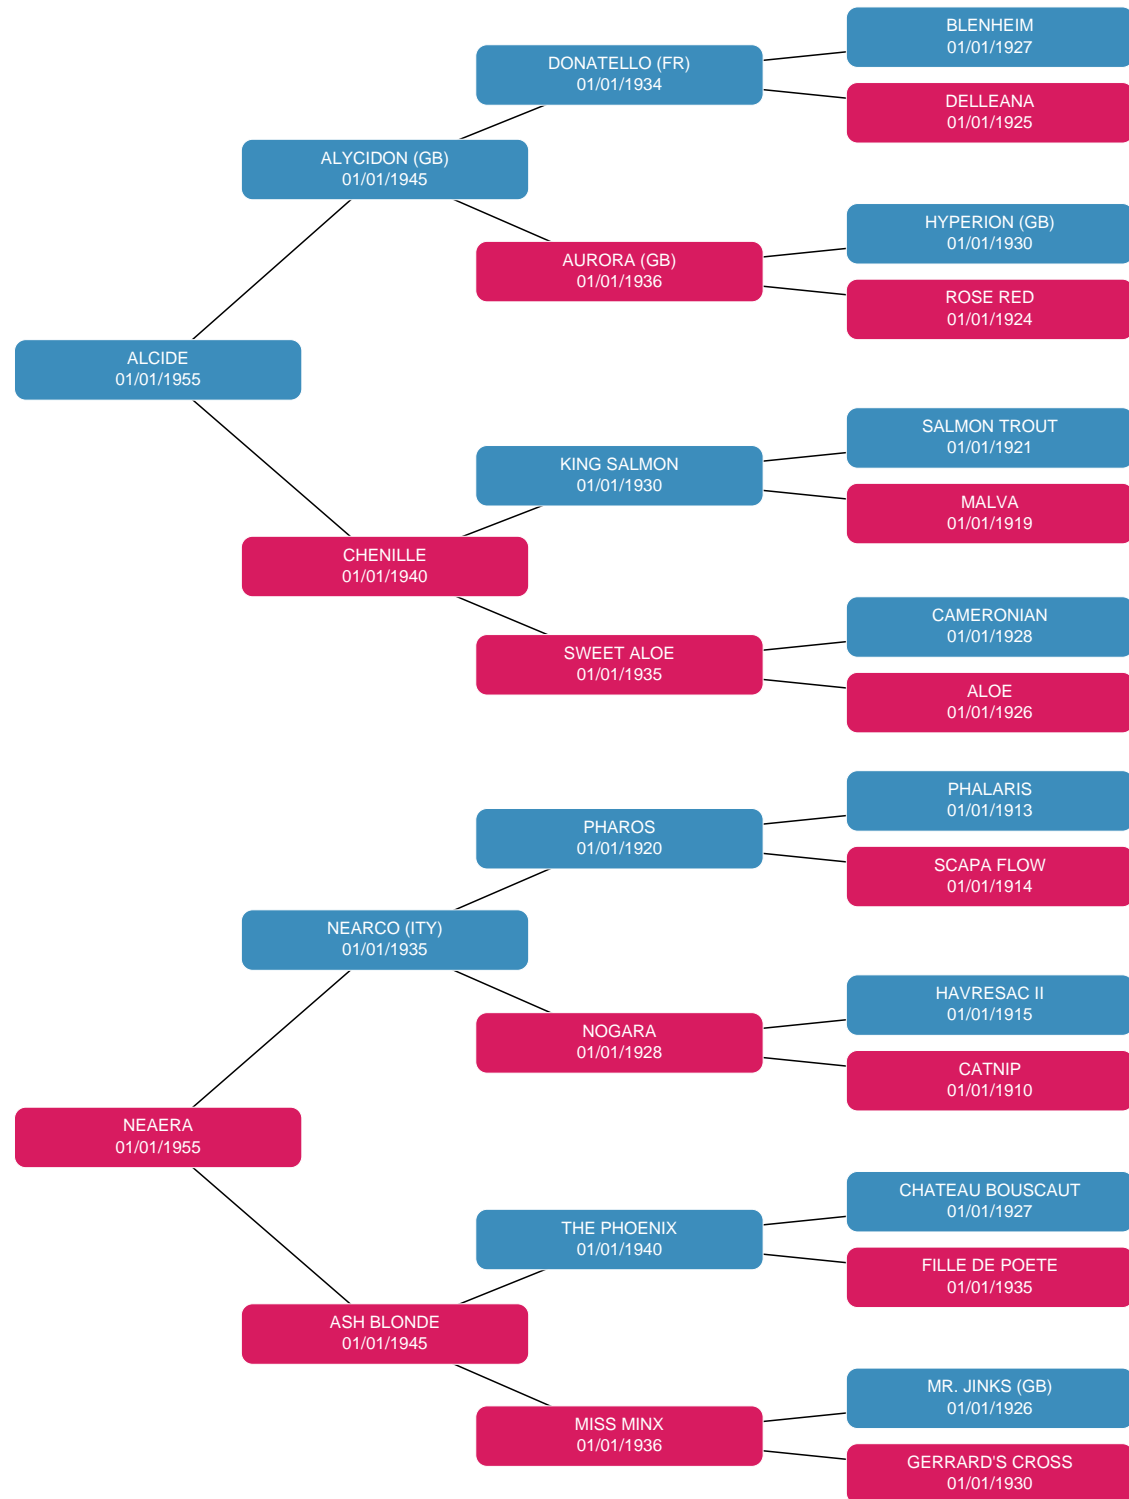 BLENHEIM
01/01/1927
DONATELLO (FR)
01/01/1934
DELLEANA
01/01/1925
ALYCIDON (GB)
01/01/1945
HYPERION (GB)
01/01/1930
AURORA (GB)
01/01/1936
ROSE RED
01/01/1924
ALCIDE
01/01/1955
SALMON TROUT
01/01/1921
KING SALMON
01/01/1930
MALVA
01/01/1919
CHENILLE
01/01/1940
CAMERONIAN
01/01/1928
SWEET ALOE
01/01/1935
ALOE
01/01/1926
PHALARIS
01/01/1913
PHAROS
01/01/1920
SCAPA FLOW
01/01/1914
NEARCO (ITY)
01/01/1935
HAVRESAC II
01/01/1915
NOGARA
01/01/1928
CATNIP
01/01/1910
NEAERA
01/01/1955
CHATEAU BOUSCAUT
01/01/1927
THE PHOENIX
01/01/1940
FILLE DE POETE
01/01/1935
ASH BLONDE
01/01/1945
MR. JINKS (GB)
01/01/1926
MISS MINX
01/01/1936
GERRARD'S CROSS
01/01/1930